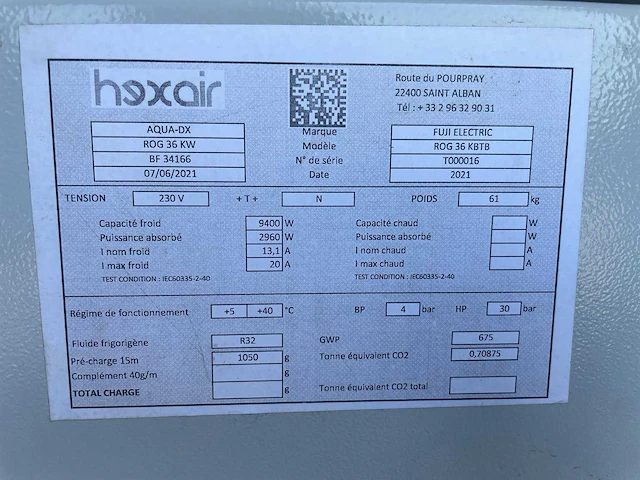 hexair
Route du POURPRAY
22400 SAINT ALBAN
Tél : + 33 2 96 32 90 31
AQUA-DX Marque FUJI ELECTRIC
ROG 36 KW Modèle ROG 36 KBTB
BF 34166 N° de série T000016
07/06/2021 Date 2021
TENSION 230 V + T + N POIDS 61 kg
Capacité froid 9400 W Capacité chaud W
Puissance absorbé 2960 W Puissance absorbé W
I nom froid 13,1 A I nom chaud A
I max froid 20 A I max chaud A
TEST CONDITION : IEC60335-2-40 TEST CONDITION : IEC60335-2-40
Régime de fonctionnement +5 +40 °C BP 4 bar HP 30 bar
Fluide frigorigène R32 GWP 675
Pré-charge 15m 1050 g Tonne équivalent CO2 0,70875
Complément 40g/m g
TOTAL CHARGE g Tonne équivalent CO2 total